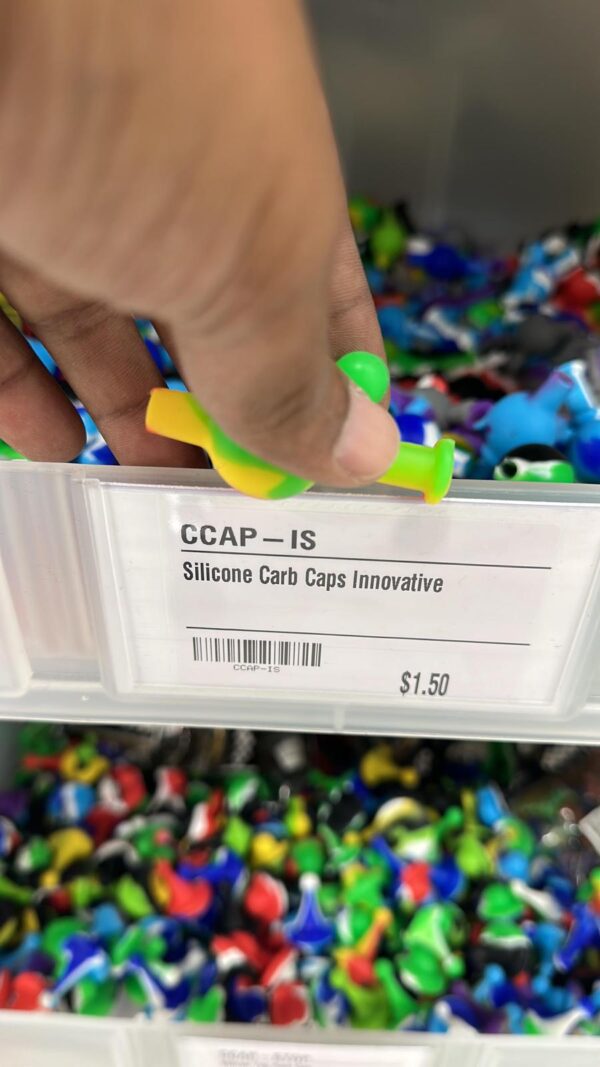 CCAP-IS
Silicone Carb Caps Innovative
CCAP-IS
$1.50